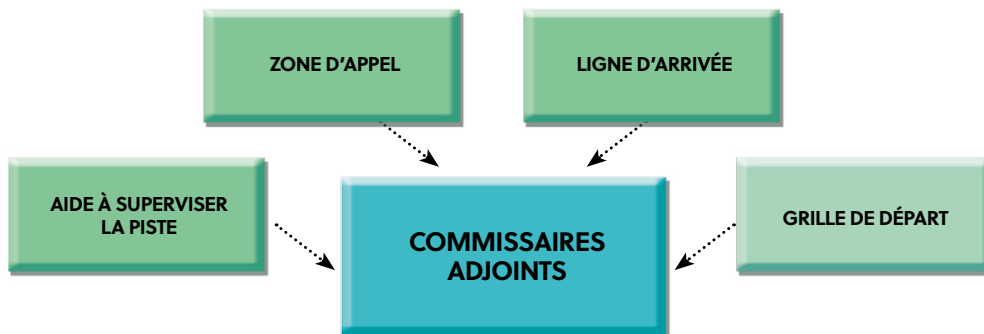 ZONE D'APPEL
LIGNE D'ARRIVÉE
AIDE À SUPERVISER
LA PISTE
GRILLE DE DÉPART
COMMISSAIRES
ADJOINTS